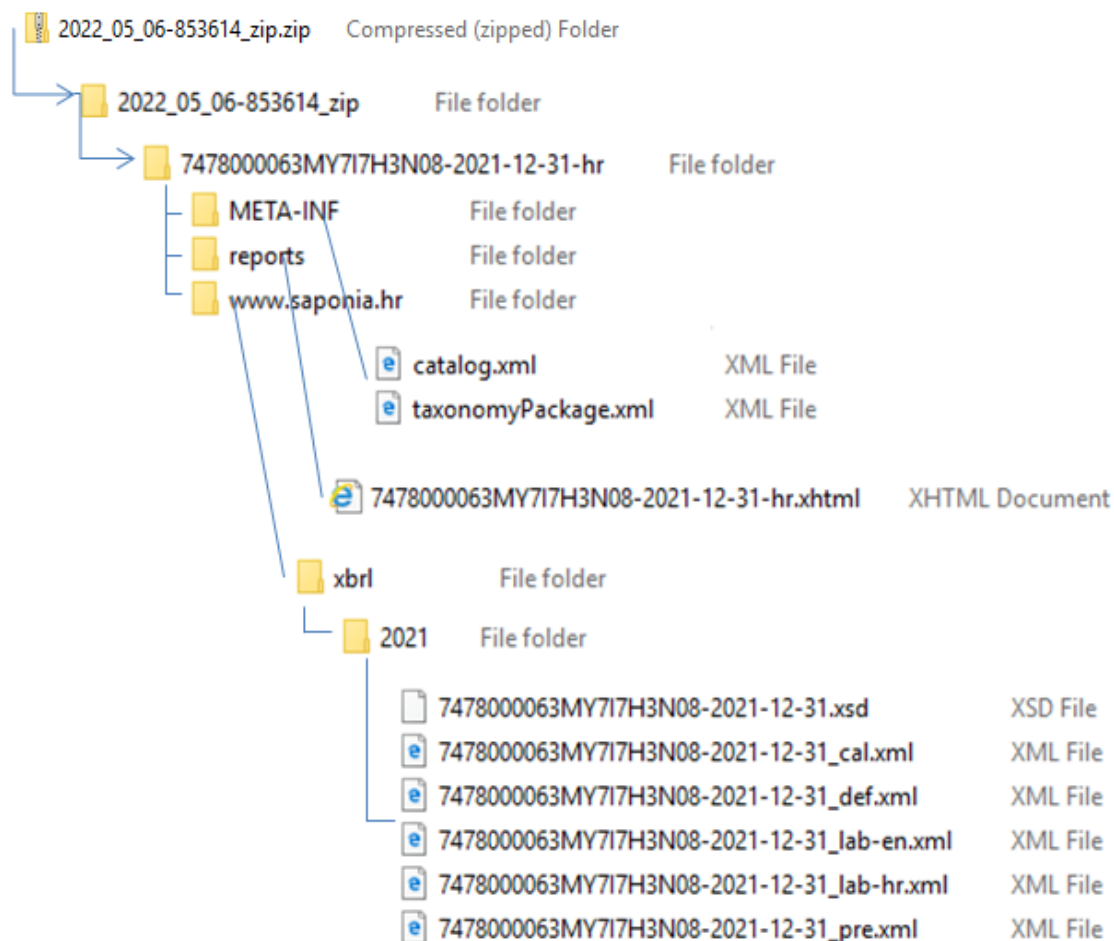 2022_05_06-853614_zip.zip Compressed (zipped) Folder
2022_05_06-853614_zip File folder
7478000063MY7I7H3N08-2021-12-31-hr File folder
META-INF File folder
reports File folder
www.saponia.hr File folder
catalog.xml XML File
taxonomyPackage.xml XML File
7478000063MY7I7H3N08-2021-12-31-hr.xhtml XHTML Document
xbrl File folder
2021 File folder
7478000063MY7I7H3N08-2021-12-31.xsd XSD File
7478000063MY7I7H3N08-2021-12-31_cal.xml XML File
7478000063MY7I7H3N08-2021-12-31_def.xml XML File
7478000063MY7I7H3N08-2021-12-31_lab-en.xml XML File
7478000063MY7I7H3N08-2021-12-31_lab-hr.xml XML File
7478000063MY7I7H3N08-2021-12-31_pre.xml XML File